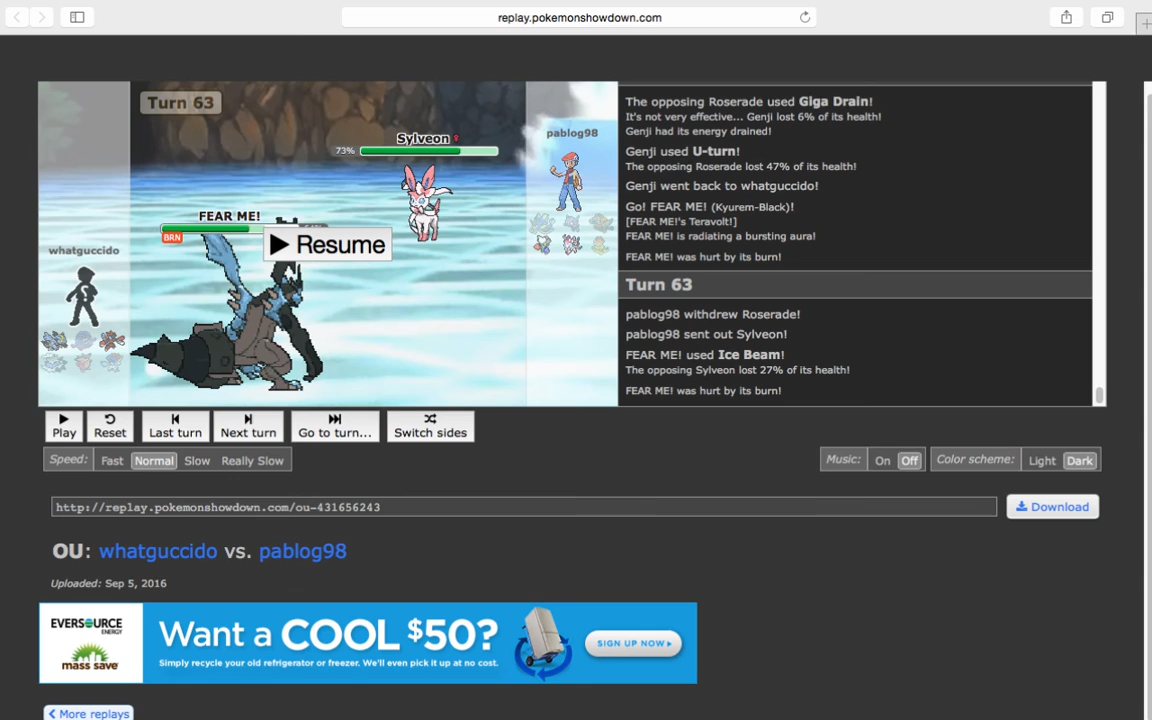 replay.pokemonshowdown.com
Turn 63
Sylveon
73%
FEAR ME!
BRN
Resume
whatguccido
pablog98
The opposing Roserade used Giga Drain!
It's not very effective... Genji lost 6% of its health!
Genji had its energy drained!
Genji used U-turn!
The opposing Roserade lost 47% of its health!
Genji went back to whatguccido!
Go! FEAR ME! (Kyurem-Black)!
[FEAR ME!'s Teravolt!]
FEAR ME! is radiating a bursting aura!
FEAR ME! was hurt by its burn!
Turn 63
pablog98 withdrew Roserade!
pablog98 sent out Sylveon!
FEAR ME! used Ice Beam!
The opposing Sylveon lost 27% of its health!
FEAR ME! was hurt by its burn!
Play Reset Last turn Next turn Go to turn... Switch sides
Speed: Fast Normal Slow Really Slow
Music: On Off Color scheme: Light Dark
http://replay.pokemonshowdown.com/ou-431656243
Download
OU: whatguccido vs. pablog98
Uploaded: Sep 5, 2016
EVERSOURCE
ENERGY
mass save
Want a COOL $50?
Simply recycle your old refrigerator or freezer. We'll even pick it up at no cost.
SIGN UP NOW
More replays